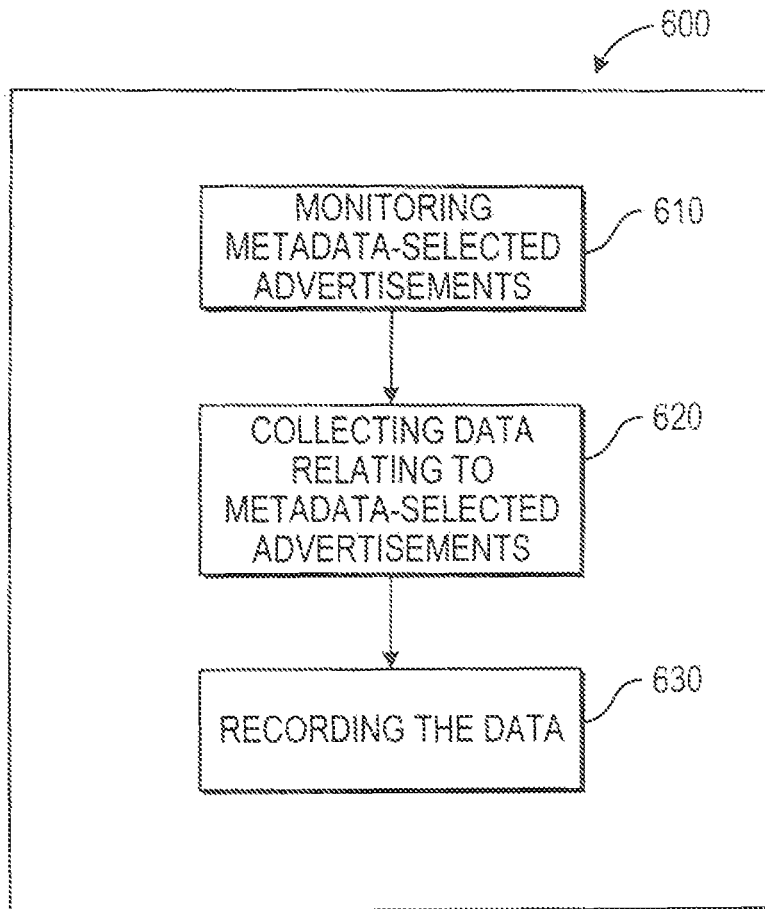 600
MONITORING
METADATA-SELECTED
ADVERTISEMENTS
610
COLLECTING DATA
RELATING TO
METADATA-SELECTED
ADVERTISEMENTS
620
RECORDING THE DATA
630